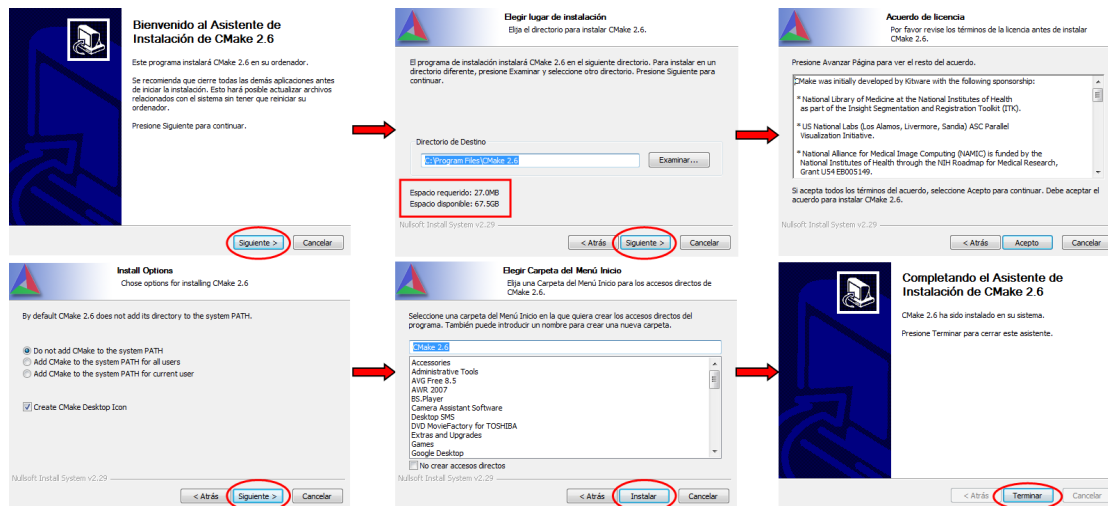 Bienvenido al Asistente de
Instalación de CMake 2.6
Este programa instalará CMake 2.6 en su ordenador.
Se recomienda que cierre todas las demás aplicaciones antes
de iniciar la instalación. Esto hará posible actualizar archivos
relacionados con el sistema sin tener que reiniciar su
ordenador.
Presione Siguiente para continuar.
Siguiente >
Cancelar
Elegir lugar de instalación
Elija el directorio para instalar CMake 2.6.
El programa de instalación instalará CMake 2.6 en el siguiente directorio. Para instalar en un
directorio diferente, presione Examinar y seleccione otro directorio. Presione Siguiente para
continuar.
Directorio de Destino
C:\Program Files\CMake 2.6
Examinar...
Espacio requerido: 27.0MB
Espacio disponible: 67.5GB
Nullsoft Install System v2.29
< Atrás
Siguiente >
Cancelar
Acuerdo de licencia
Por favor revise los términos de la licencia antes de instalar
CMake 2.6.
Presione Avanzar Página para ver el resto del acuerdo.
CMake was initially developed by Kitware with the following sponsorship:
* National Library of Medicine at the National Institutes of Health
as part of the Insight Segmentation and Registration Toolkit (ITK).
* US National Labs (Los Alamos, Livermore, Sandia) ASC Parallel
Visualization Initiative.
* National Alliance for Medical Image Computing (NAMIC) is funded by the
National Institutes of Health through the NIH Roadmap for Medical Research,
Grant U54 EB005149.
Si acepta todos los términos del acuerdo, seleccione Acepto para continuar. Debe aceptar el
acuerdo para instalar CMake 2.6.
Nullsoft Install System v2.29
< Atrás
Acepto
Cancelar
Install Options
Chose options for installing CMake 2.6
By default CMake 2.6 does not add its directory to the system PATH.
Do not add CMake to the system PATH
Add CMake to the system PATH for all users
Add CMake to the system PATH for current user
Create CMake Desktop Icon
Nullsoft Install System v2.29
< Atrás
Siguiente >
Cancelar
Elegir Carpeta del Menú Inicio
Elija una Carpeta del Menú Inicio para los accesos directos de
CMake 2.6.
Seleccione una carpeta del Menú Inicio en la que quiera crear los accesos directos del
programa. También puede introducir un nombre para crear una nueva carpeta.
CMake 2.6
Accessories
Administrative Tools
AVG Free 8.5
AWR 2007
BS.Player
Camera Assistant Software
Desktop SMS
DVD MovieFactory for TOSHIBA
Extras and Upgrades
Games
Google Desktop
No crear accesos directos
Nullsoft Install System v2.29
< Atrás
Instalar
Cancelar
Completando el Asistente de
Instalación de CMake 2.6
CMake 2.6 ha sido instalado en su sistema.
Presione Terminar para cerrar este asistente.
< Atrás
Terminar
Cancelar